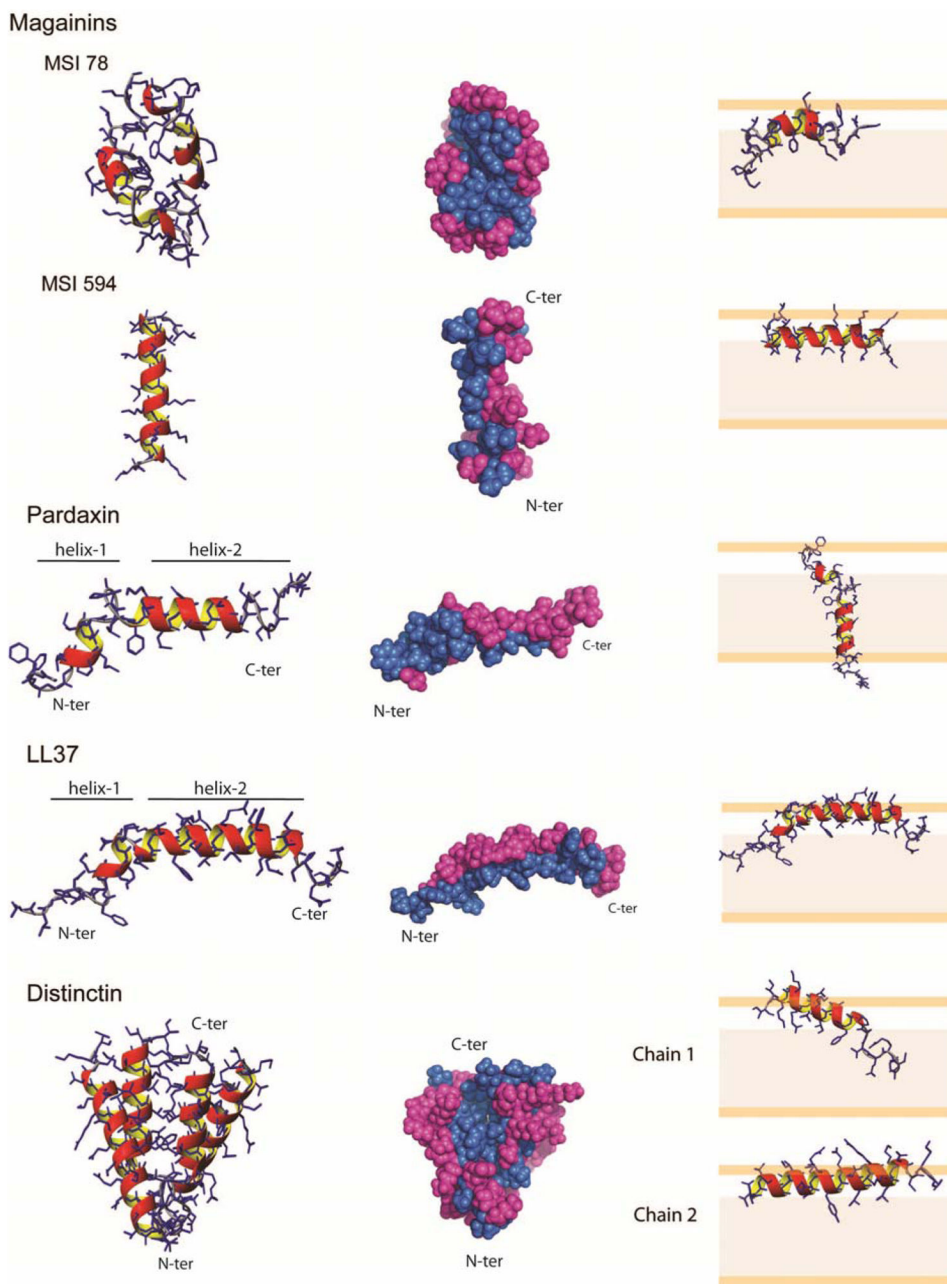 Magainins
MSI 78
MSI 594
C-ter
N-ter
Pardaxin
helix-1 helix-2
C-ter
N-ter
C-ter
N-ter
LL37
helix-1 helix-2
C-ter
N-ter
C-ter
N-ter
Distinctin
C-ter
C-ter
Chain 1
Chain 2
N-ter
N-ter